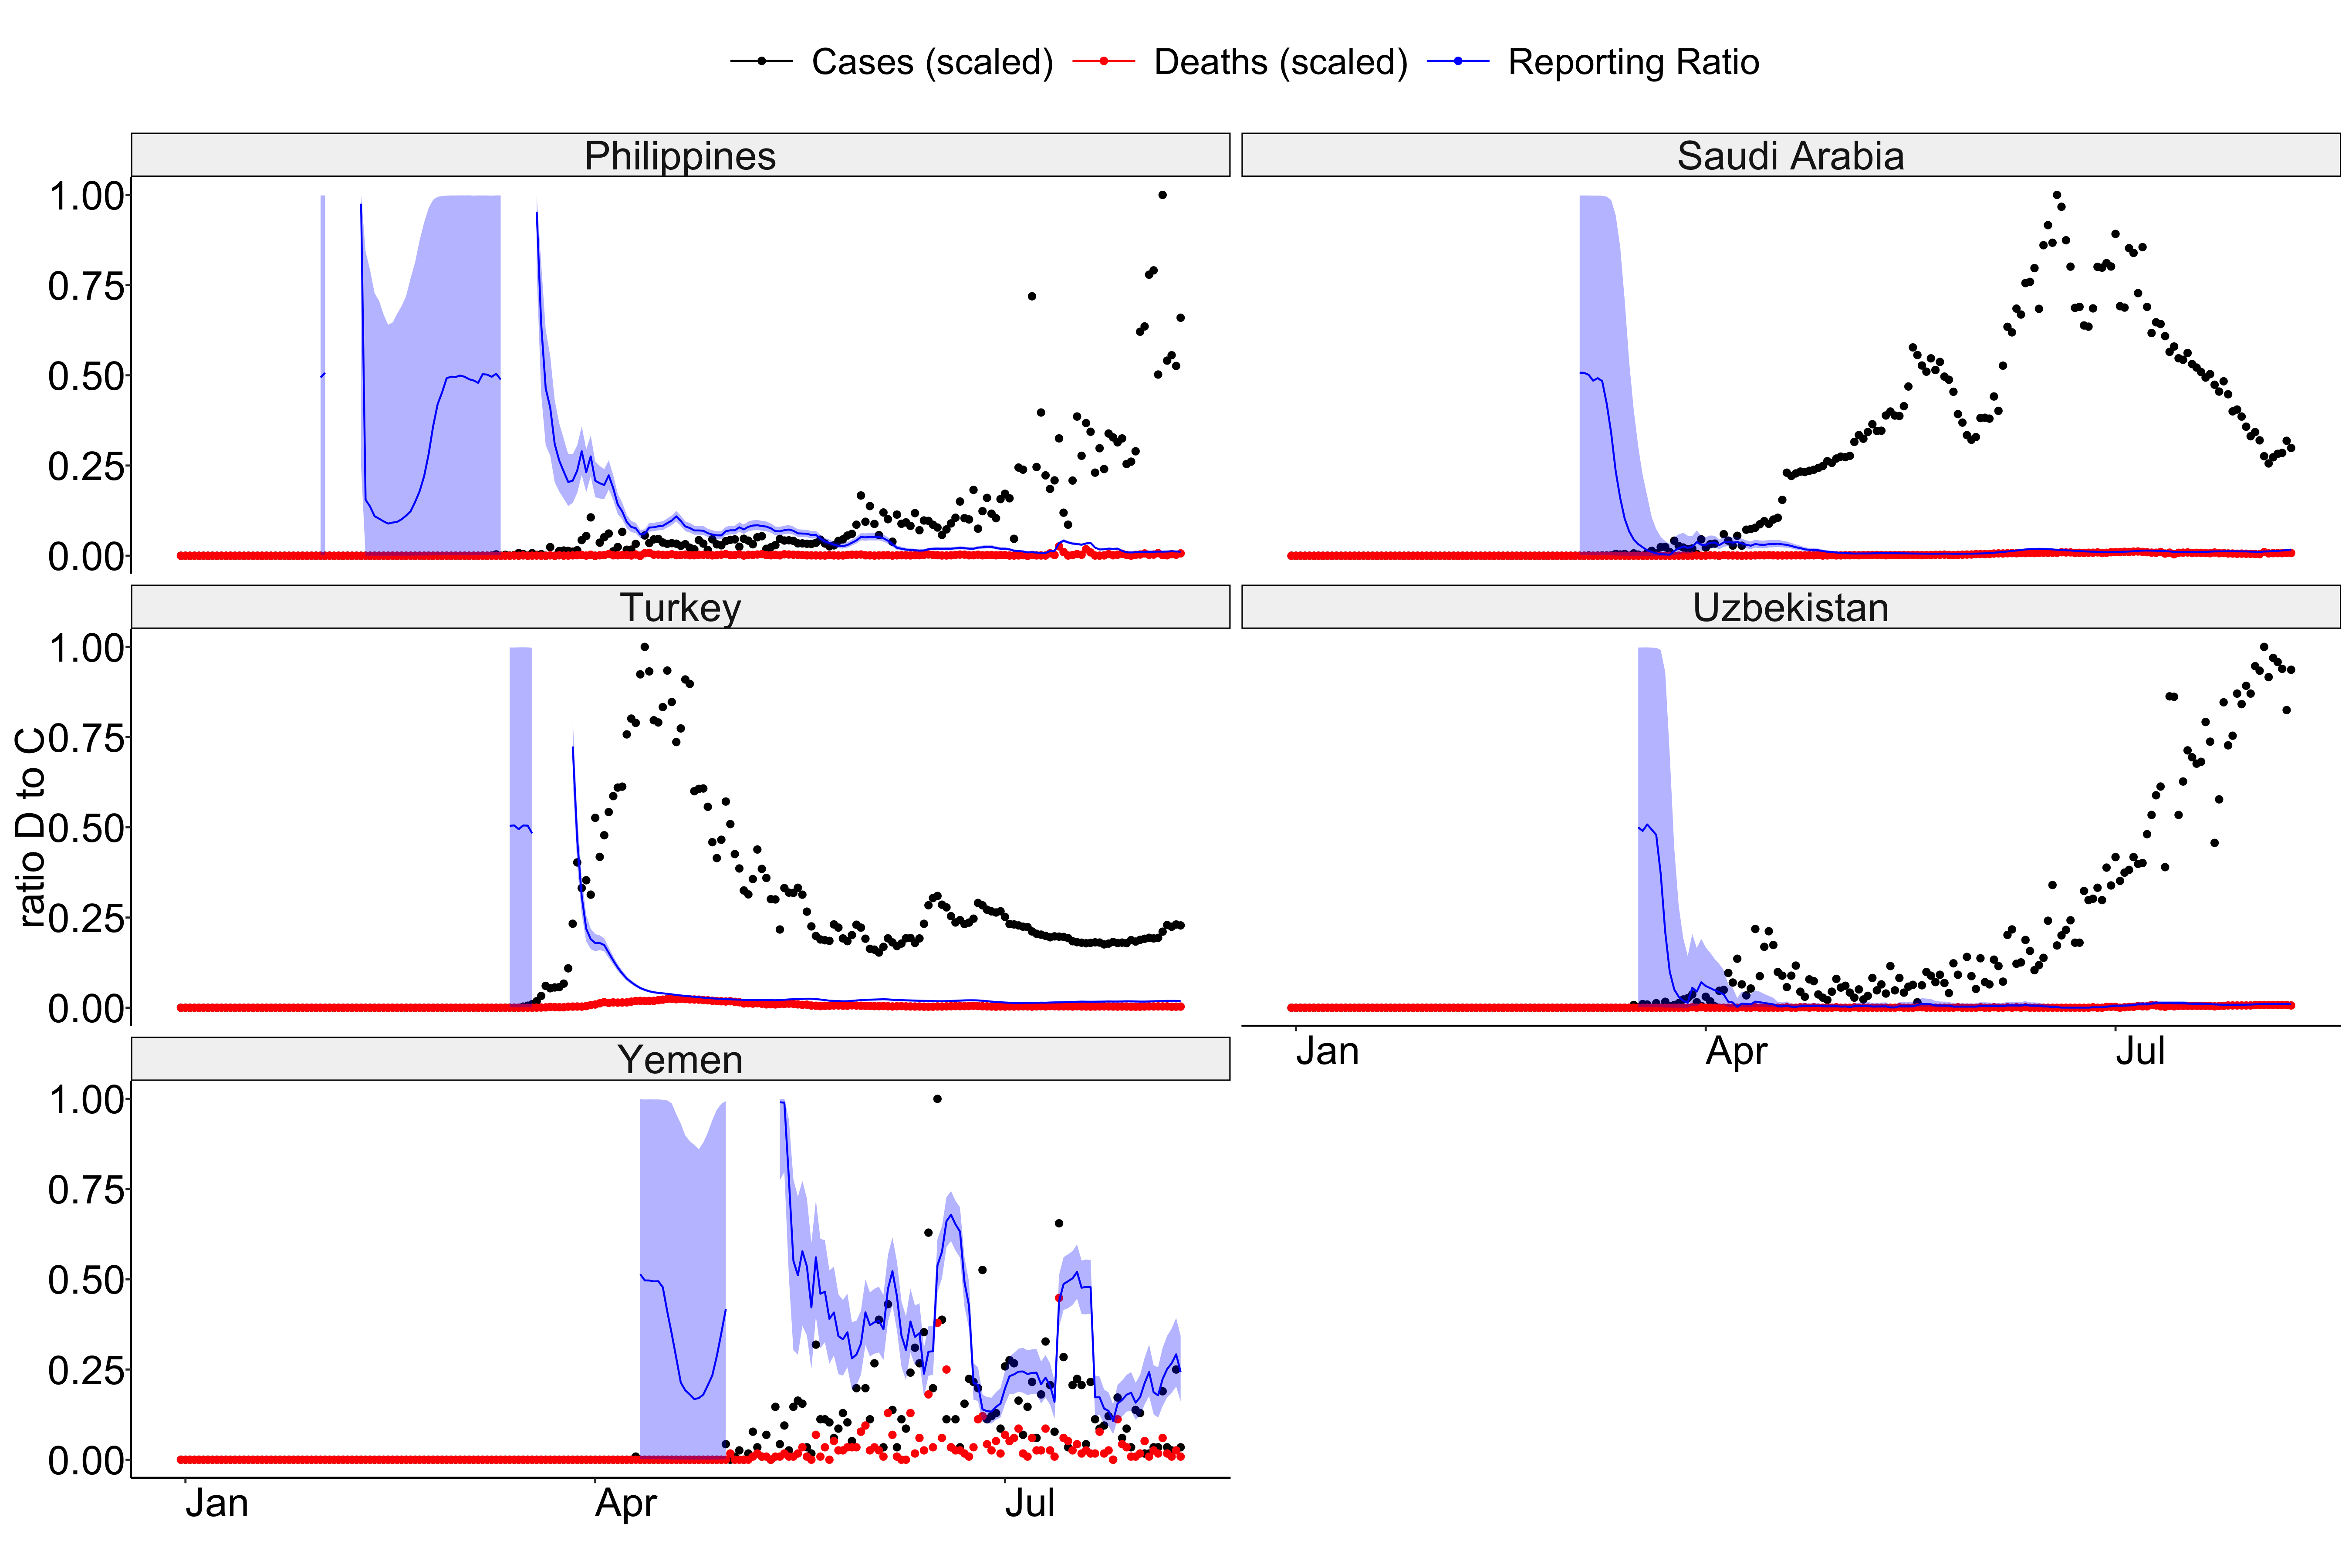 Cases (scaled) Deaths (scaled) Reporting Ratio
Philippines Saudi Arabia
1.00
0.75
0.50
0.25
0.00
Turkey Uzbekistan
1.00
0.75
0.50
0.25
0.00
ratio D to C
Jan Apr Jul
Yemen
1.00
0.75
0.50
0.25
0.00
Jan Apr Jul